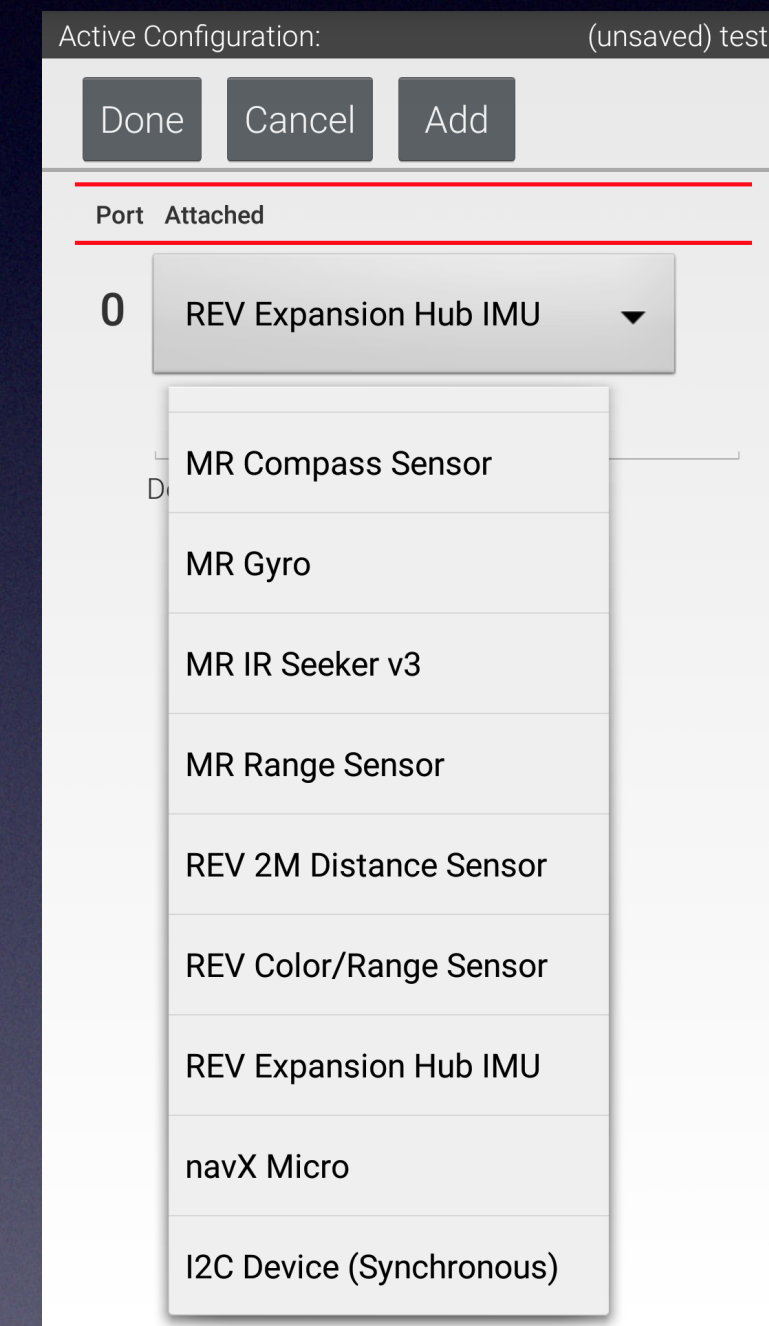 Active Configuration: (unsaved) test
Done Cancel Add
Port Attached
0 REV Expansion Hub IMU
MR Compass Sensor
MR Gyro
MR IR Seeker v3
MR Range Sensor
REV 2M Distance Sensor
REV Color/Range Sensor
REV Expansion Hub IMU
navX Micro
I2C Device (Synchronous)